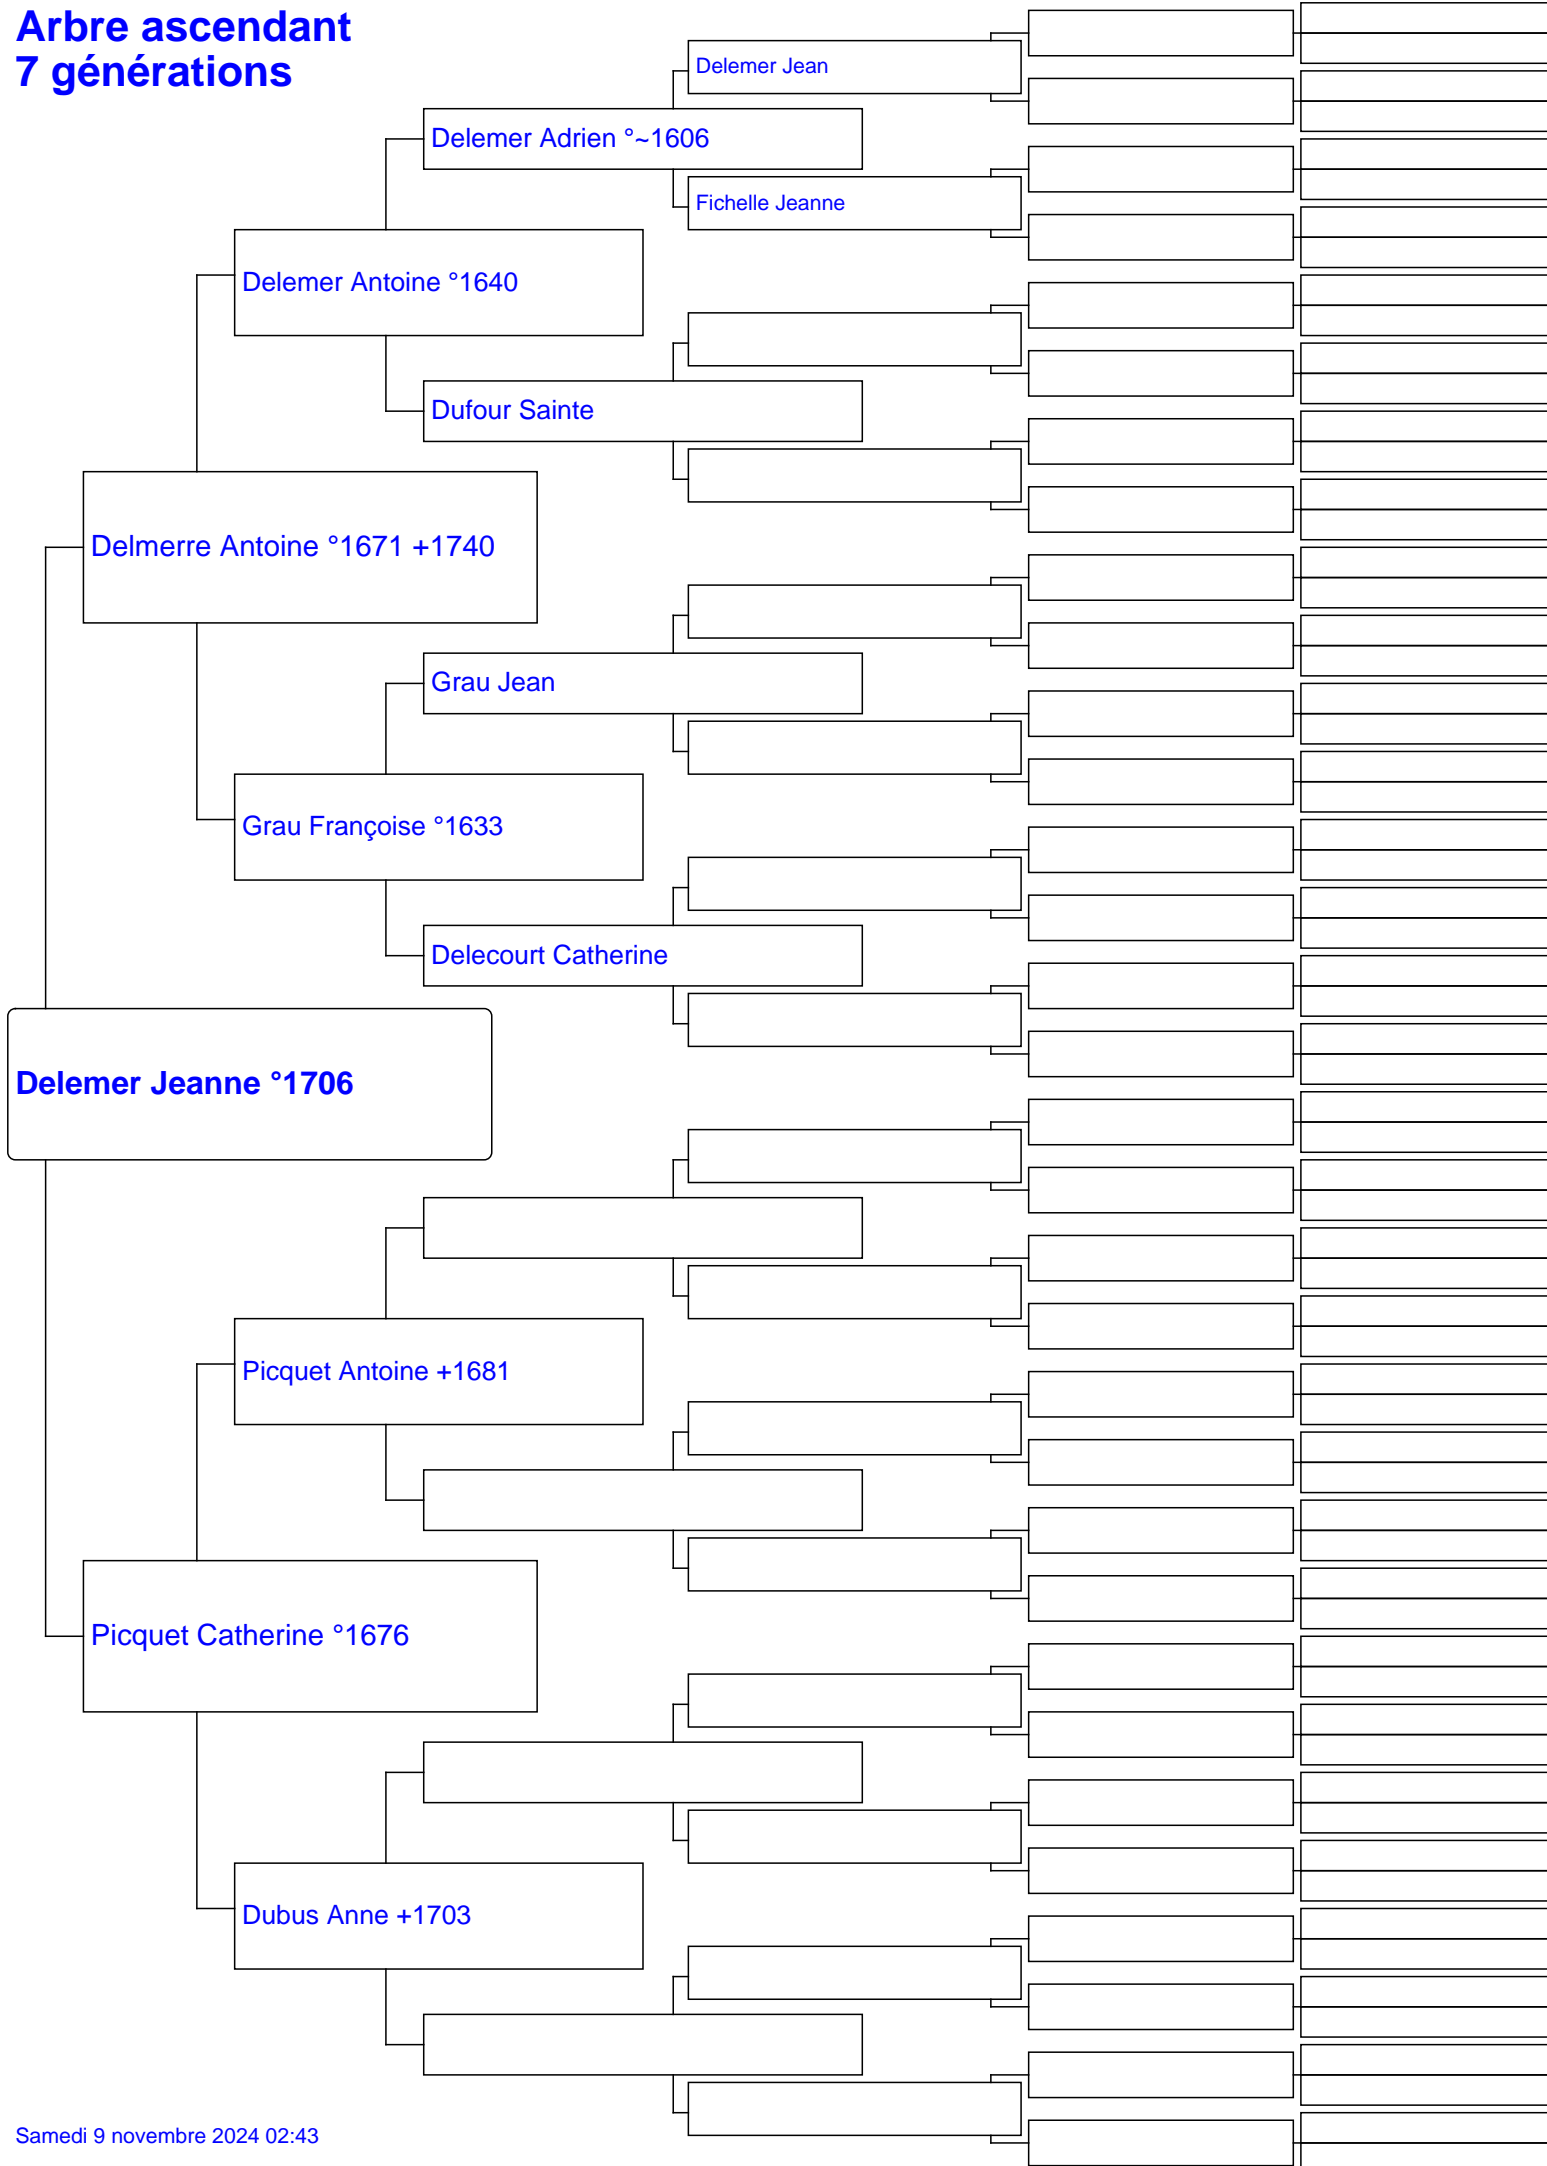 Arbre ascendant
7 générations
Delemer Jean
Delemer Adrien °~1606
Fichelle Jeanne
Delemer Antoine °1640
Dufour Sainte
Delmerre Antoine °1671 +1740
Grau Jean
Grau Françoise °1633
Delecourt Catherine
Delemer Jeanne °1706
Picquet Antoine +1681
Picquet Catherine °1676
Dubus Anne +1703
Samedi 9 novembre 2024 02:43